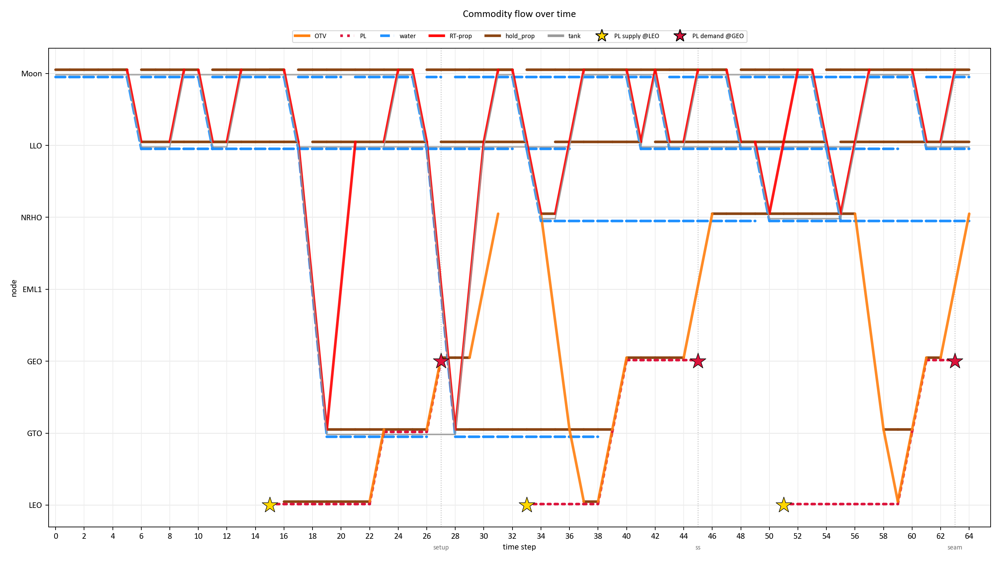 Commodity flow over time
OTV PL water RT-prop hold_prop tank PL supply @LEO PL demand @GEO
Moon
LLO
NRHO
EML1
GEO
GTO
LEO
node
0 2 4 6 8 10 12 14 16 18 20 22 24 26 28 30 32 34 36 38 40 42 44 46 48 50 52 54 56 58 60 62 64
setup time step ss seam